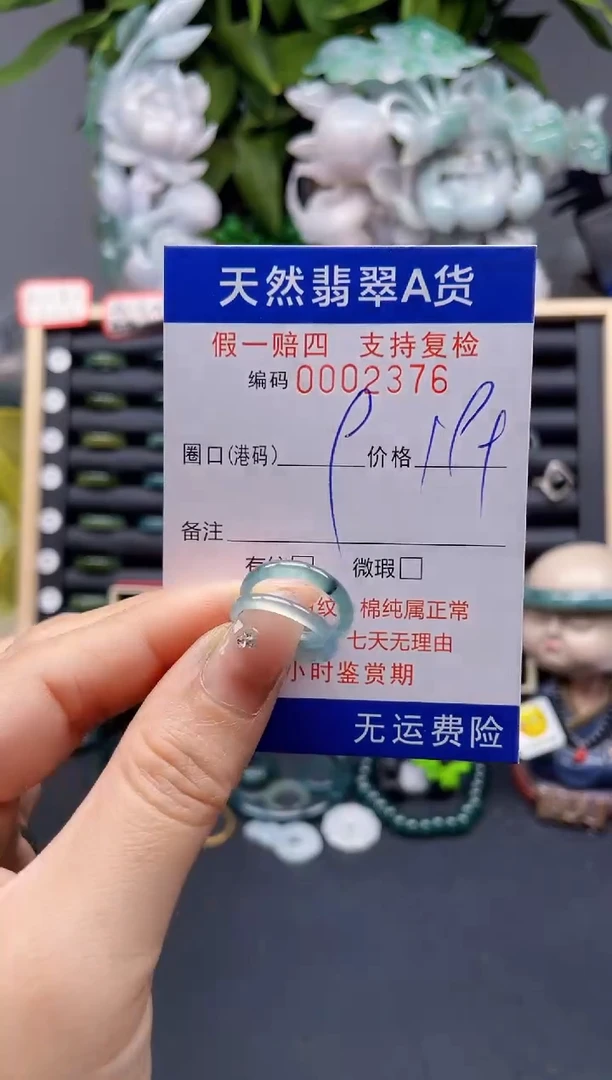 天然翡翠A货
假一赔四 支持复检
编码 0002376
圈口(港码) 价格
备注
微瑕
纹 棉纯属正常
七天无理由
小时鉴赏期
无运费险